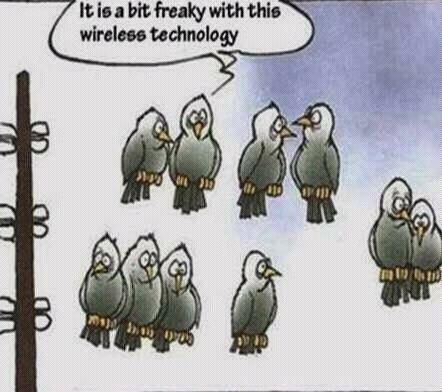 It is a bit freaky with this
wireless technology